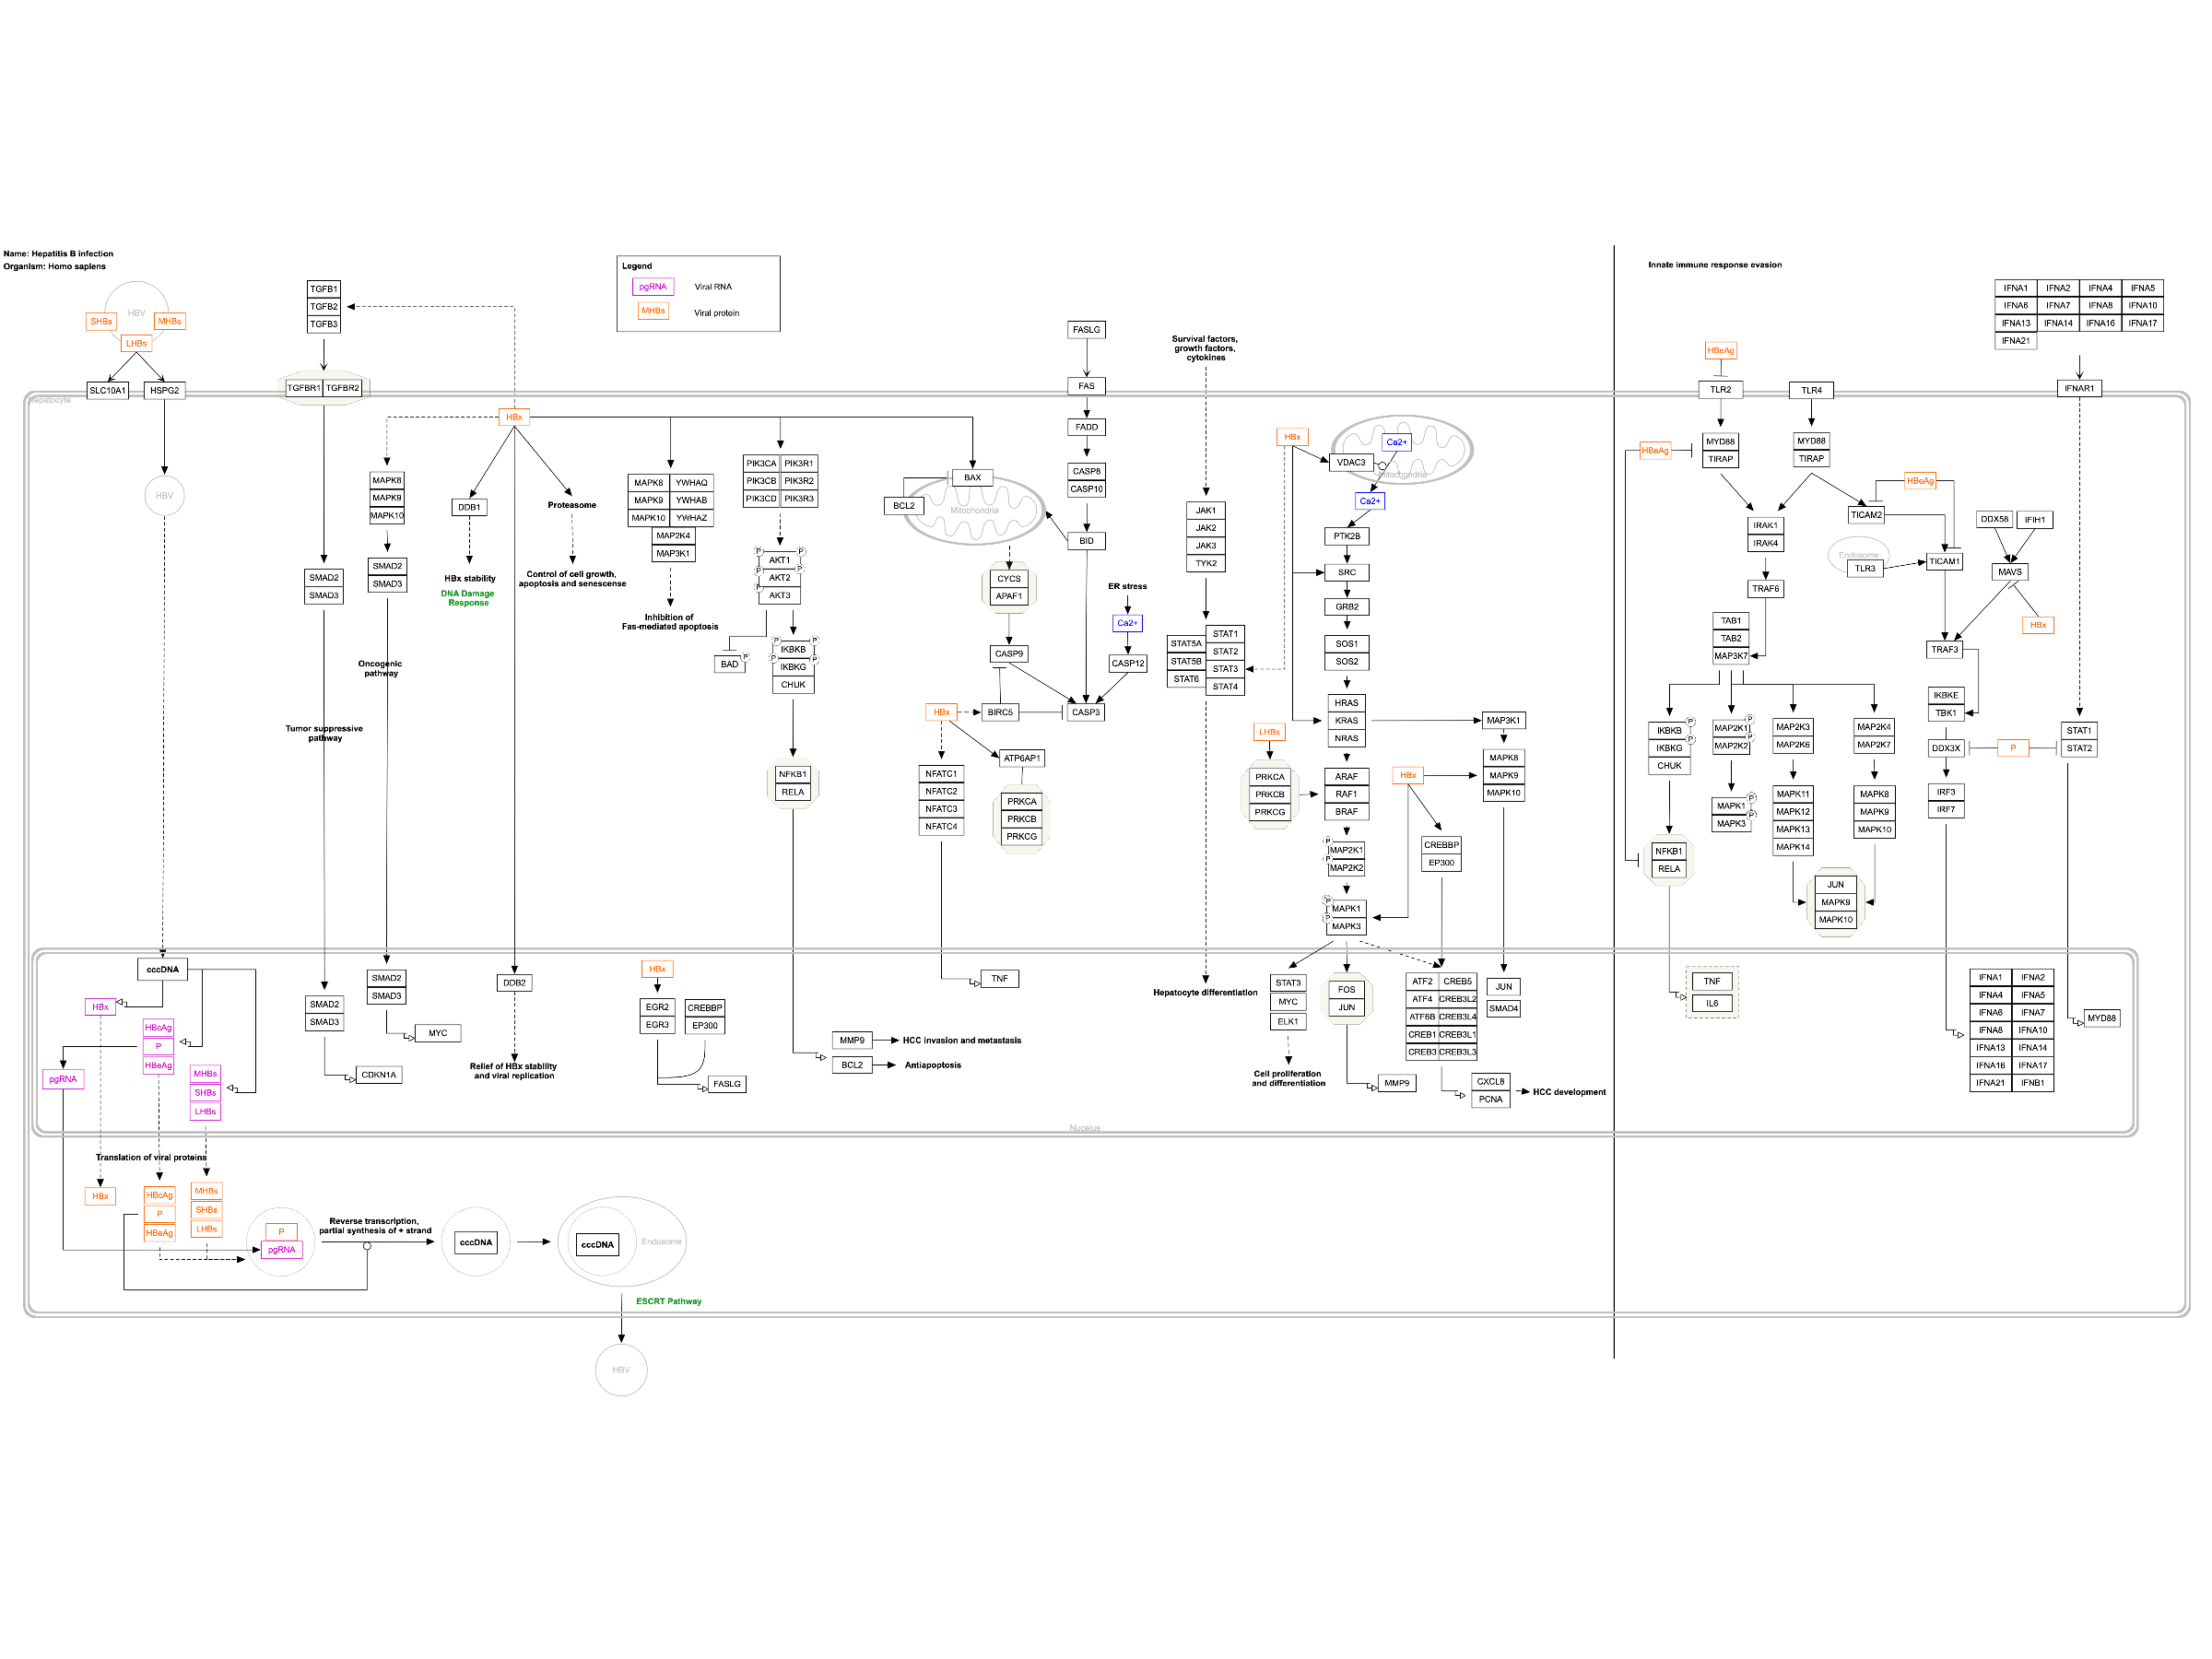 Name: Hepatitis B infection
Organism: Homo sapiens
HBV
SHBs
MHBs
LHBs
SLC10A1
HSPG2
Hepatocyte
HBV
TGFB1
TGFB2
TGFB3
TGFBR1
TGFBR2
SMAD2
SMAD3
Tumor suppressive
pathway
Legend
pgRNA
Viral RNA
MHBs
Viral protein
HBx
MAPK8
MAPK9
MAPK10
SMAD2
SMAD3
Oncogenic
pathway
DDB1
HBx stability
DNA Damage
Response
Proteasome
Control of cell growth,
apoptosis and senescence
MAPK8
YWHAQ
MAPK9
YWHAB
MAPK10
YWHAZ
MAP2K4
MAP3K1
Inhibition of
Fas-mediated apoptosis
PIK3CA
PIK3R1
PIK3CB
PIK3R2
PIK3CD
PIK3R3
P
P
AKT1
P
P
AKT2
P
AKT3
BAD
P
P
P
IKBKB
P
P
IKBKG
CHUK
NFKB1
RELA
BAX
BCL2
Mitochondria
CYCS
APAF1
CASP9
HBx
BIRC5
CASP3
ATP6AP1
NFATC1
NFATC2
NFATC3
NFATC4
PRKCA
PRKCB
PRKCG
FASLG
FAS
FADD
CASP8
CASP10
BID
ER stress
Ca2+
CASP12
Survival factors,
growth factors,
cytokines
JAK1
JAK2
JAK3
TYK2
STAT5A
STAT5B
STAT6
STAT1
STAT2
STAT3
STAT4
HBx
Ca2+
VDAC3
Mitochondria
Ca2+
PTK2B
SRC
GRB2
SOS1
SOS2
HRAS
KRAS
NRAS
MAP3K1
LHBs
PRKCA
PRKCB
PRKCG
ARAF
RAF1
BRAF
HBx
MAPK8
MAPK9
MAPK10
P
MAP2K1
P
MAP2K2
CREBBP
EP300
P
MAPK1
P
MAPK3
Innate immune response evasion
HBeAg
TLR2
TLR4
HBeAg
MYD88
TIRAP
MYD88
TIRAP
HBeAg
TICAM2
IRAK1
IRAK4
Endosome
TLR3
TICAM1
DDX58
IFIH1
MAVS
HBx
TRAF6
TAB1
TAB2
MAP3K7
TRAF3
IKBKE
TBK1
IKBKB
P
IKBKG
P
CHUK
MAP2K1
P
MAP2K2
P
MAP2K3
MAP2K6
MAP2K4
MAP2K7
DDX3X
P
STAT1
STAT2
MAPK1
P
MAPK3
P
MAPK11
MAPK12
MAPK13
MAPK14
MAPK8
MAPK9
MAPK10
IRF3
IRF7
NFKB1
RELA
JUN
MAPK9
MAPK10
IFNA1
IFNA2
IFNA4
IFNA5
IFNA6
IFNA7
IFNA8
IFNA10
IFNA13
IFNA14
IFNA16
IFNA17
IFNA21
IFNAR1
cccDNA
HBx
HBcAg
P
HBeAg
pgRNA
MHBs
SHBs
LHBs
SMAD2
SMAD3
CDKN1A
SMAD2
SMAD3
MYC
DDB2
Relief of HBx stability
and viral replication
HBx
EGR2
EGR3
CREBBP
EP300
FASLG
MMP9
HCC invasion and metastasis
BCL2
Antiapoptosis
TNF
Hepatocyte differentiation
STAT3
MYC
ELK1
Cell proliferation
and differentiation
FOS
JUN
MMP9
ATF2
CREB5
ATF4
CREB3L2
ATF6B
CREB3L4
CREB1
CREB3L1
CREB3
CREB3L3
JUN
SMAD4
CXCL8
PCNA
HCC development
TNF
IL6
IFNA1
IFNA2
IFNA4
IFNA5
IFNA6
IFNA7
IFNA8
IFNA10
IFNA13
IFNA14
IFNA16
IFNA17
IFNA21
IFNB1
MYD88
Nucelus
Translation of viral proteins
HBx
HBcAg
P
HBeAg
MHBs
SHBs
LHBs
P
pgRNA
Reverse transcription,
partial synthesis of + strand
cccDNA
cccDNA
Endosome
ESCRT Pathway
HBV